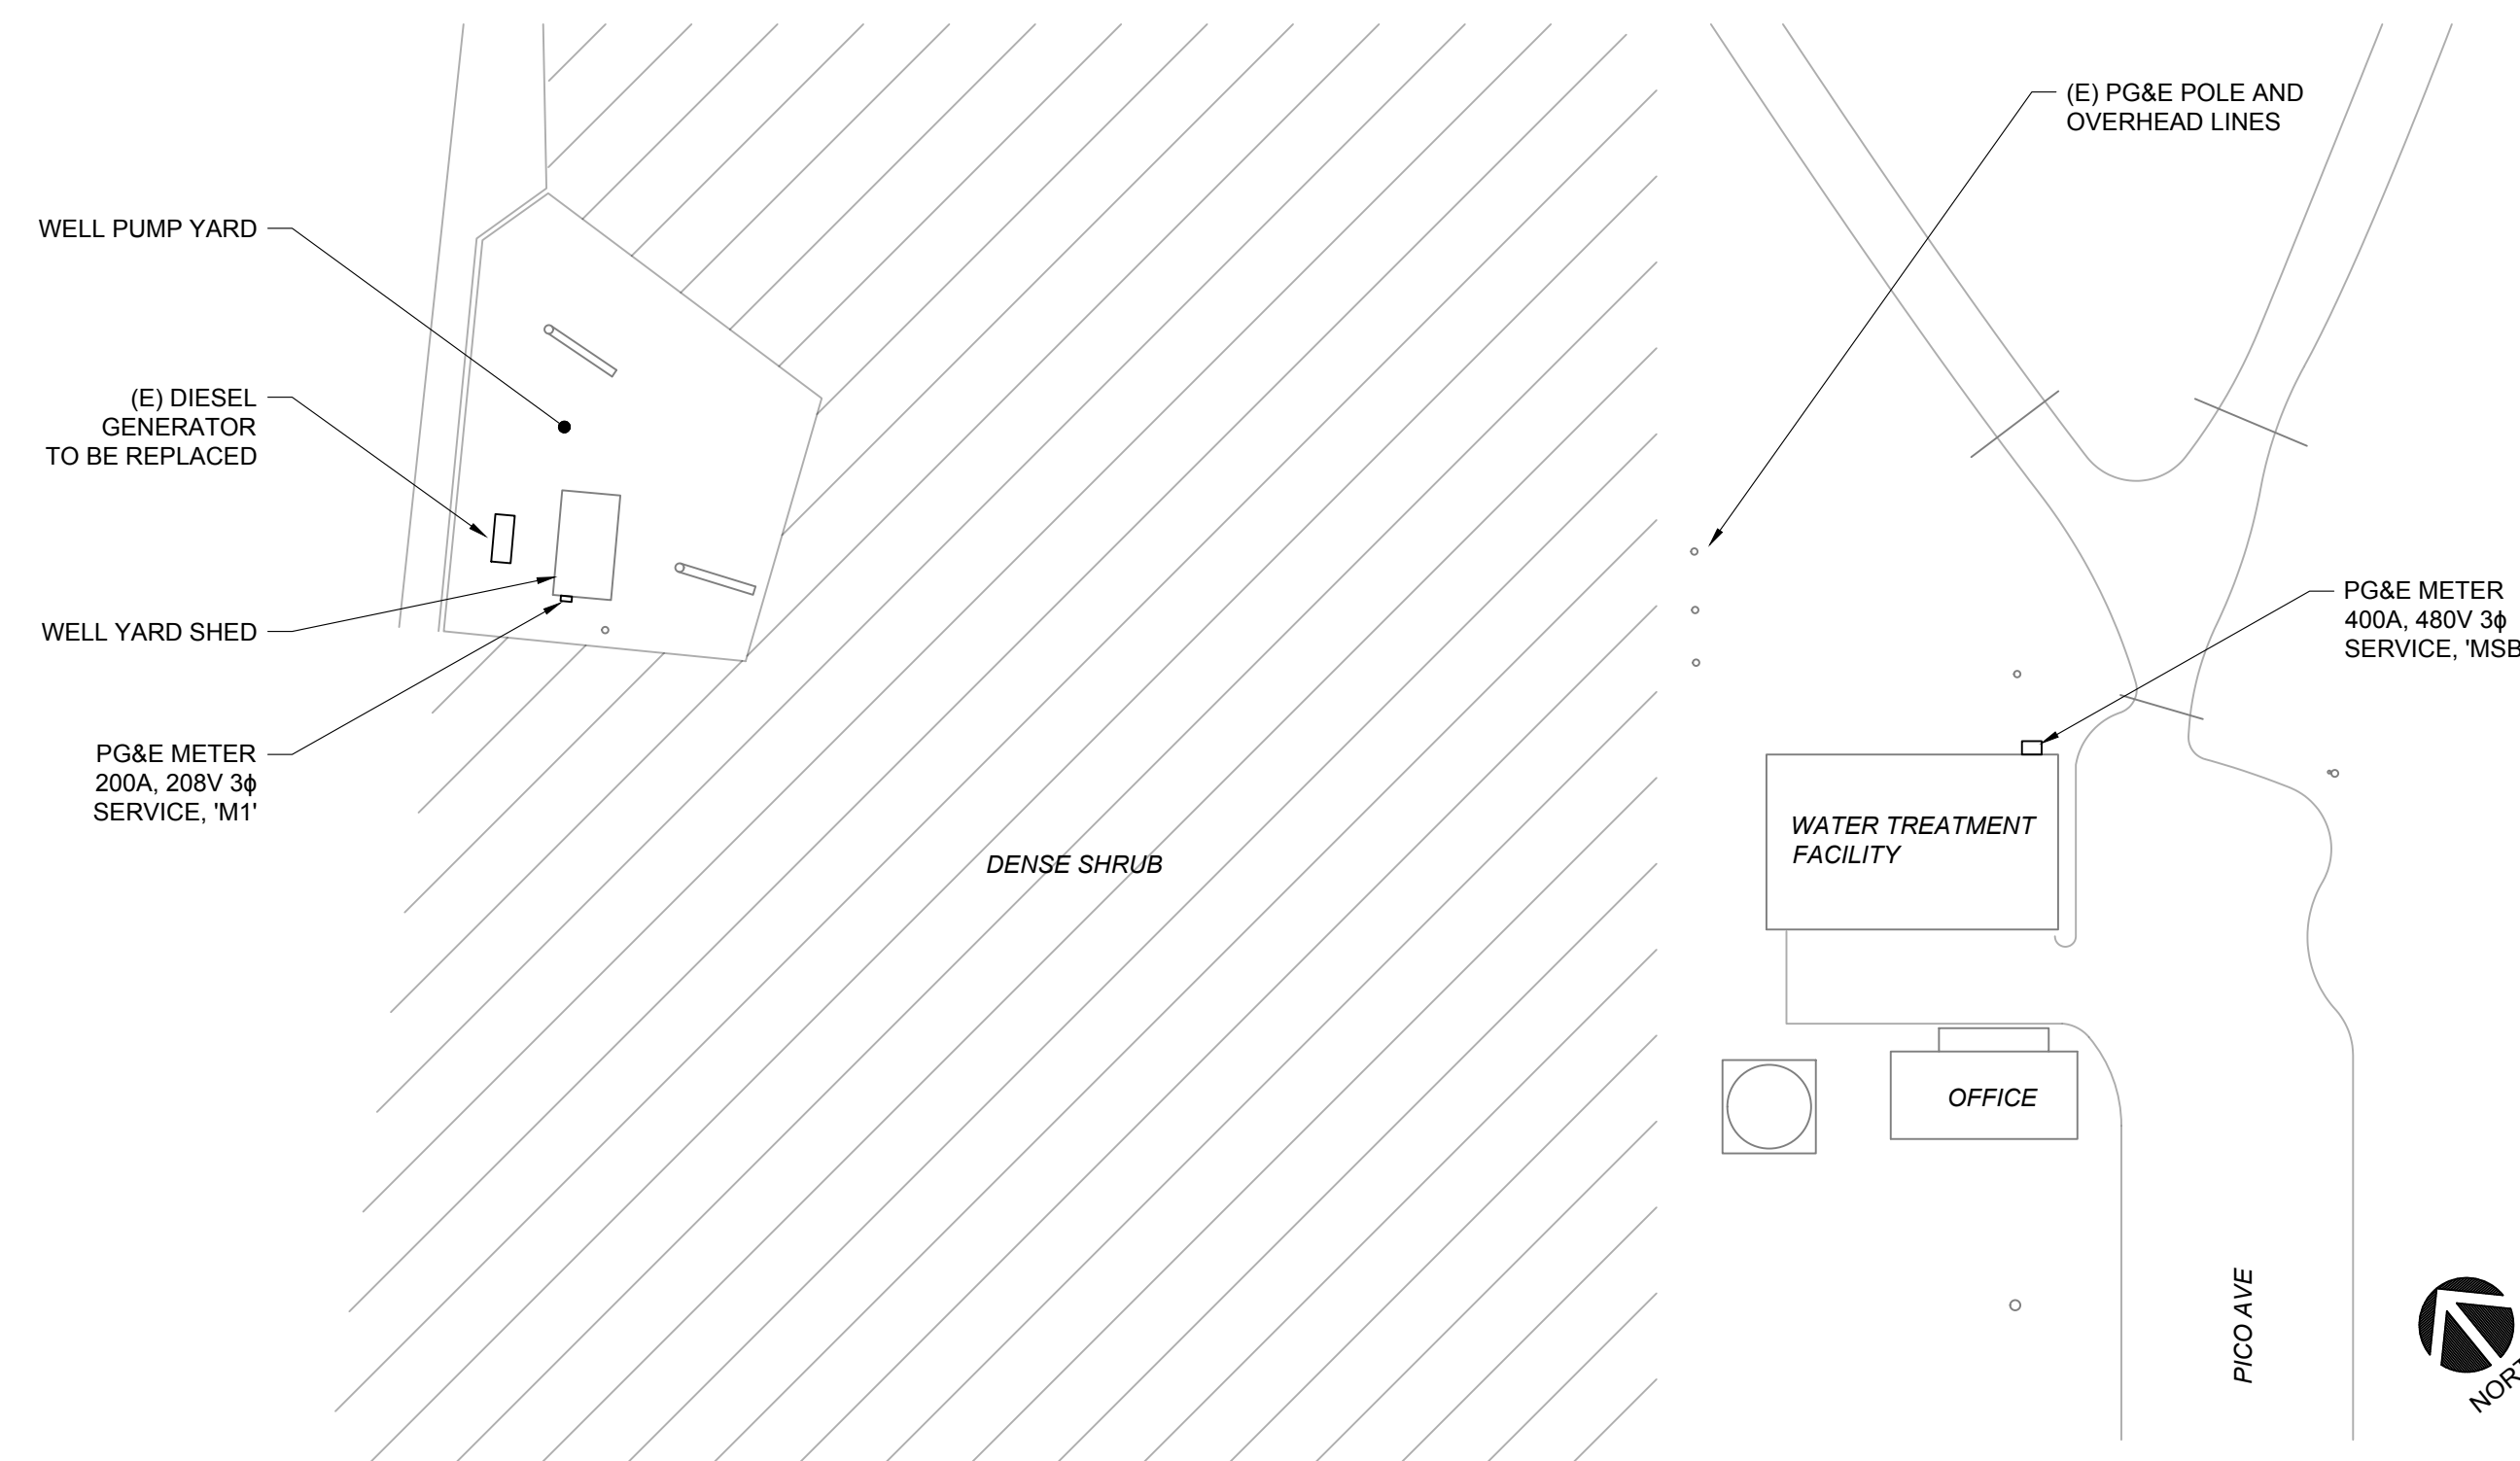 (E) PG&E POLE AND
OVERHEAD LINES
WELL PUMP YARD
(E) DIESEL
GENERATOR
TO BE REPLACED
WELL YARD SHED
PG&E METER
200A, 208V 3ϕ
SERVICE, 'M1'
PG&E METER
400A, 480V 3ϕ
SERVICE, 'MSB
WATER TREATMENT
FACILITY
DENSE SHRUB
OFFICE
PICO AVE